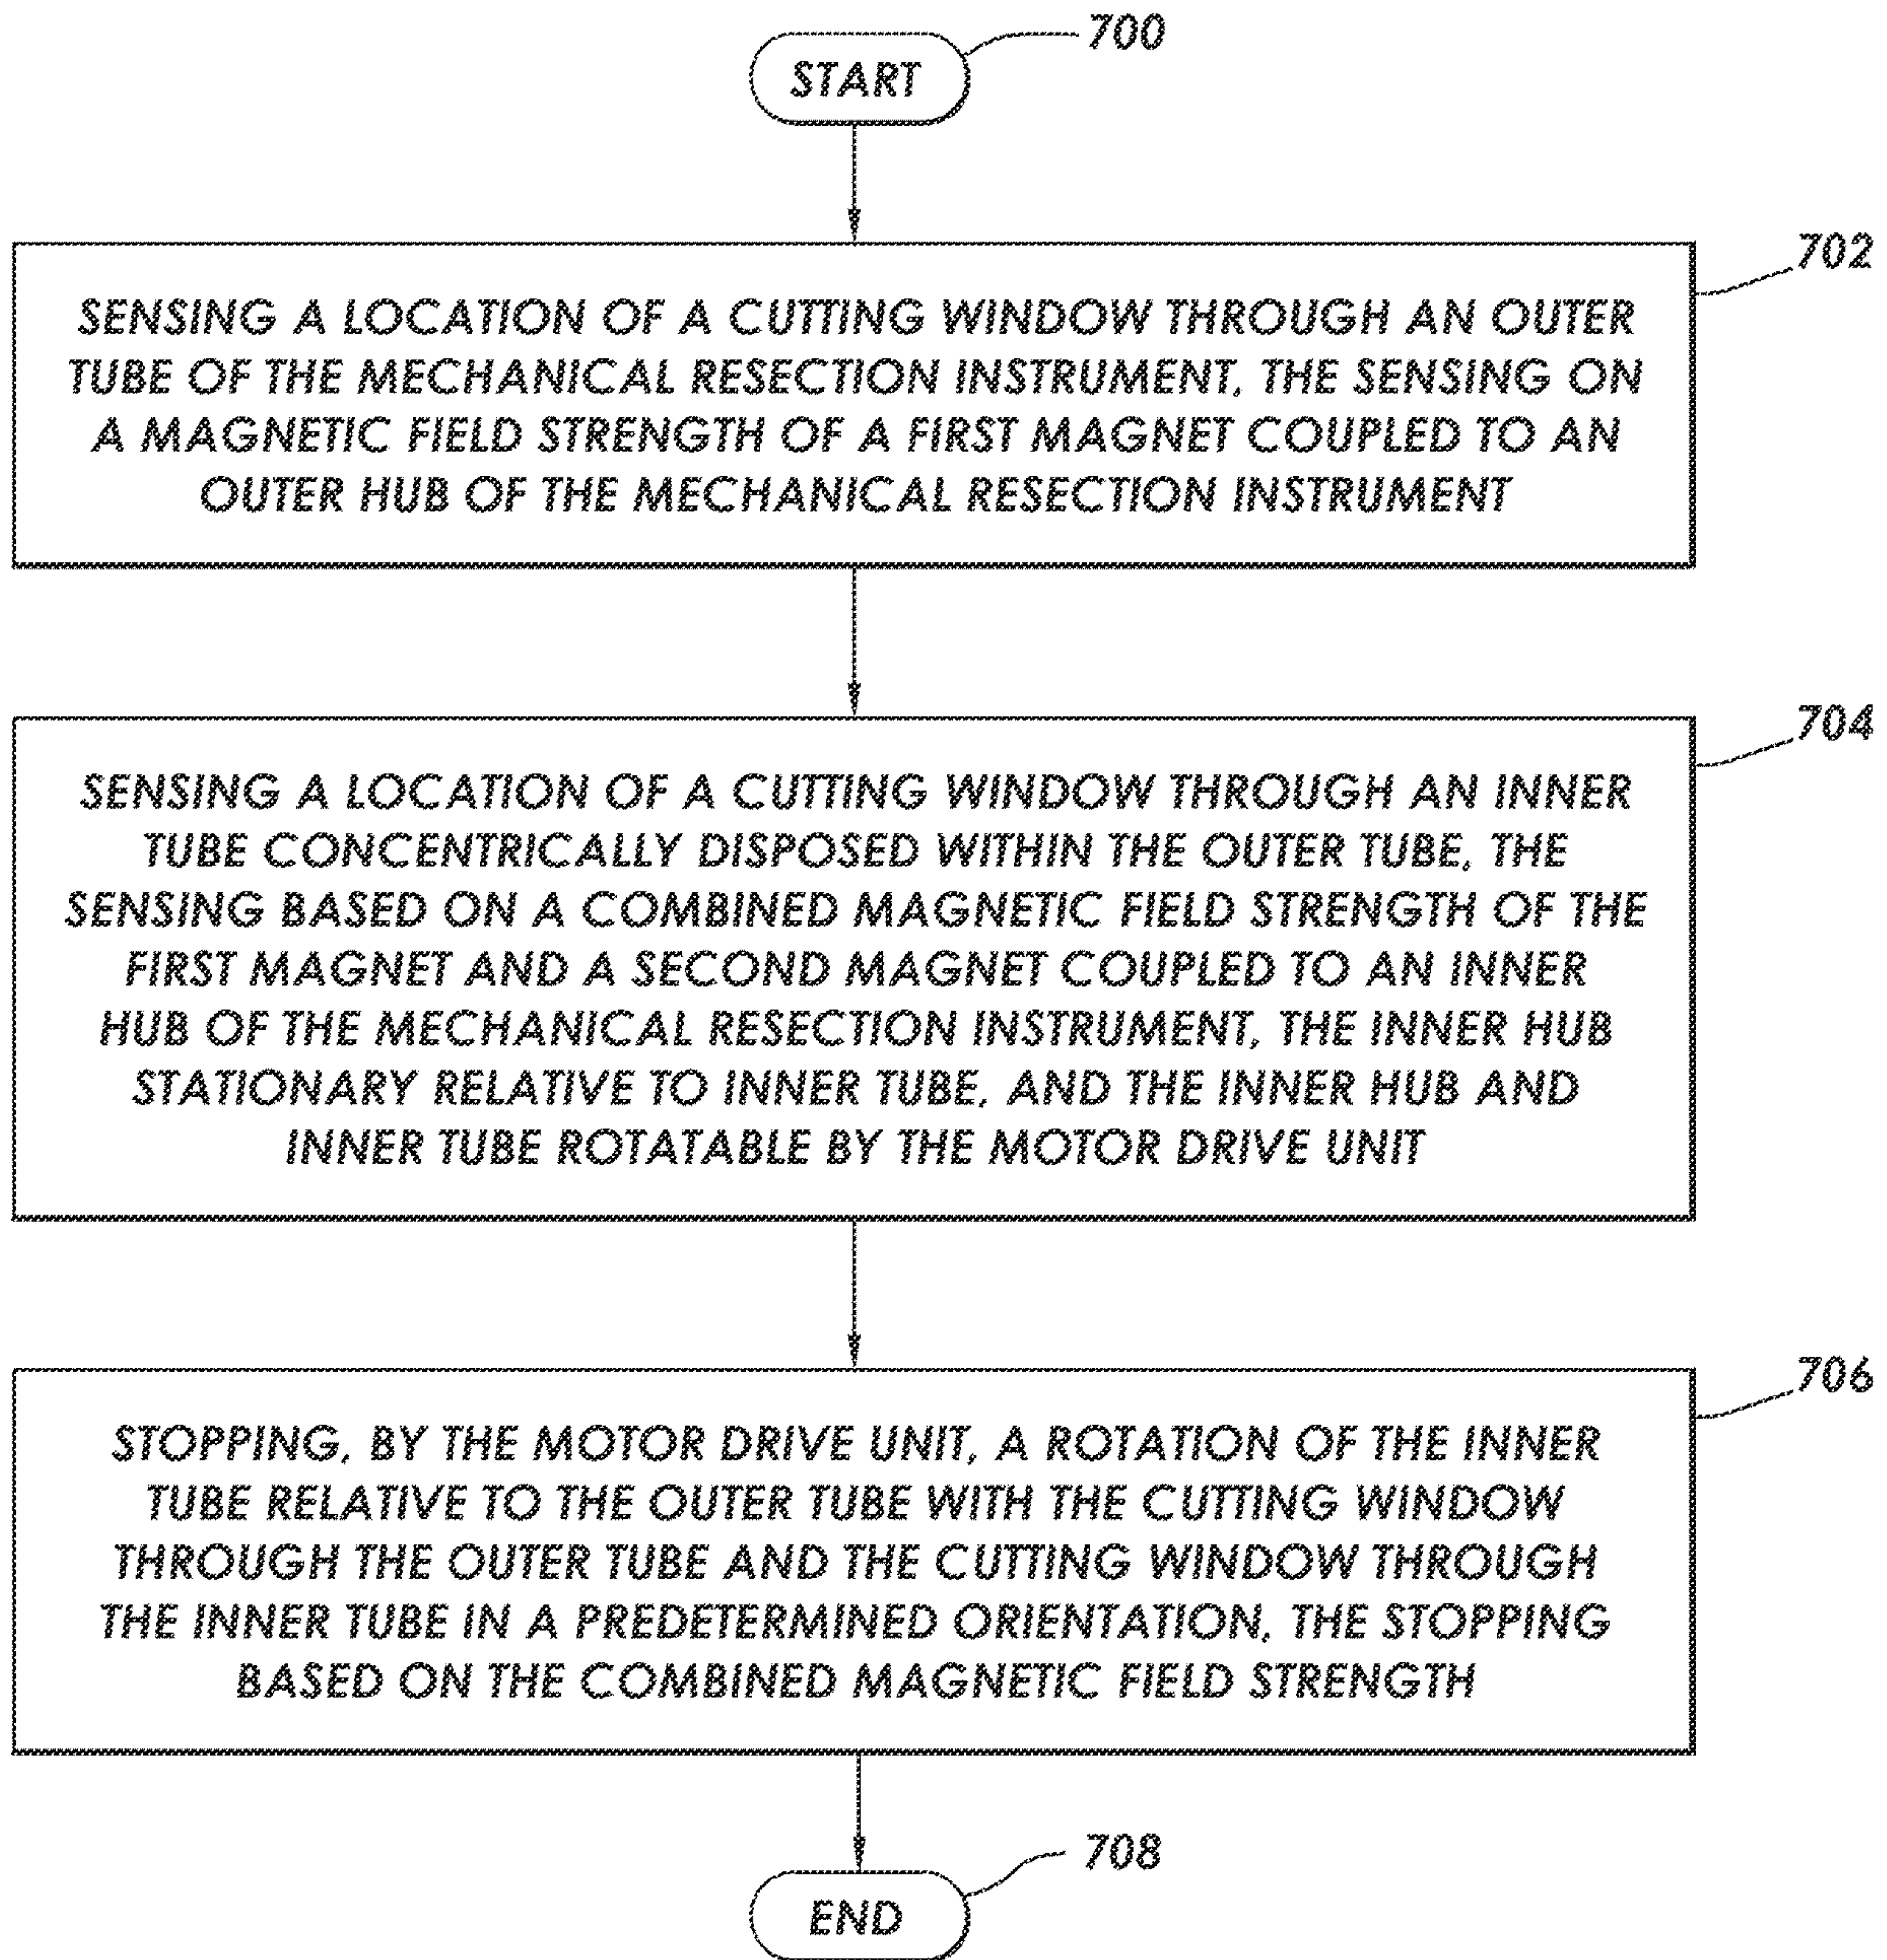 700
START
702
SENSING A LOCATION OF A CUTTING WINDOW THROUGH AN OUTER
TUBE OF THE MECHANICAL RESECTION INSTRUMENT, THE SENSING ON
A MAGNETIC FIELD STRENGTH OF A FIRST MAGNET COUPLED TO AN
OUTER HUB OF THE MECHANICAL RESECTION INSTRUMENT
704
SENSING A LOCATION OF A CUTTING WINDOW THROUGH AN INNER
TUBE CONCENTRICALLY DISPOSED WITHIN THE OUTER TUBE, THE
SENSING BASED ON A COMBINED MAGNETIC FIELD STRENGTH OF THE
FIRST MAGNET AND A SECOND MAGNET COUPLED TO AN INNER
HUB OF THE MECHANICAL RESECTION INSTRUMENT, THE INNER HUB
STATIONARY RELATIVE TO INNER TUBE, AND THE INNER HUB AND
INNER TUBE ROTATABLE BY THE MOTOR DRIVE UNIT
706
STOPPING, BY THE MOTOR DRIVE UNIT, A ROTATION OF THE INNER
TUBE RELATIVE TO THE OUTER TUBE WITH THE CUTTING WINDOW
THROUGH THE OUTER TUBE AND THE CUTTING WINDOW THROUGH
THE INNER TUBE IN A PREDETERMINED ORIENTATION, THE STOPPING
BASED ON THE COMBINED MAGNETIC FIELD STRENGTH
708
END